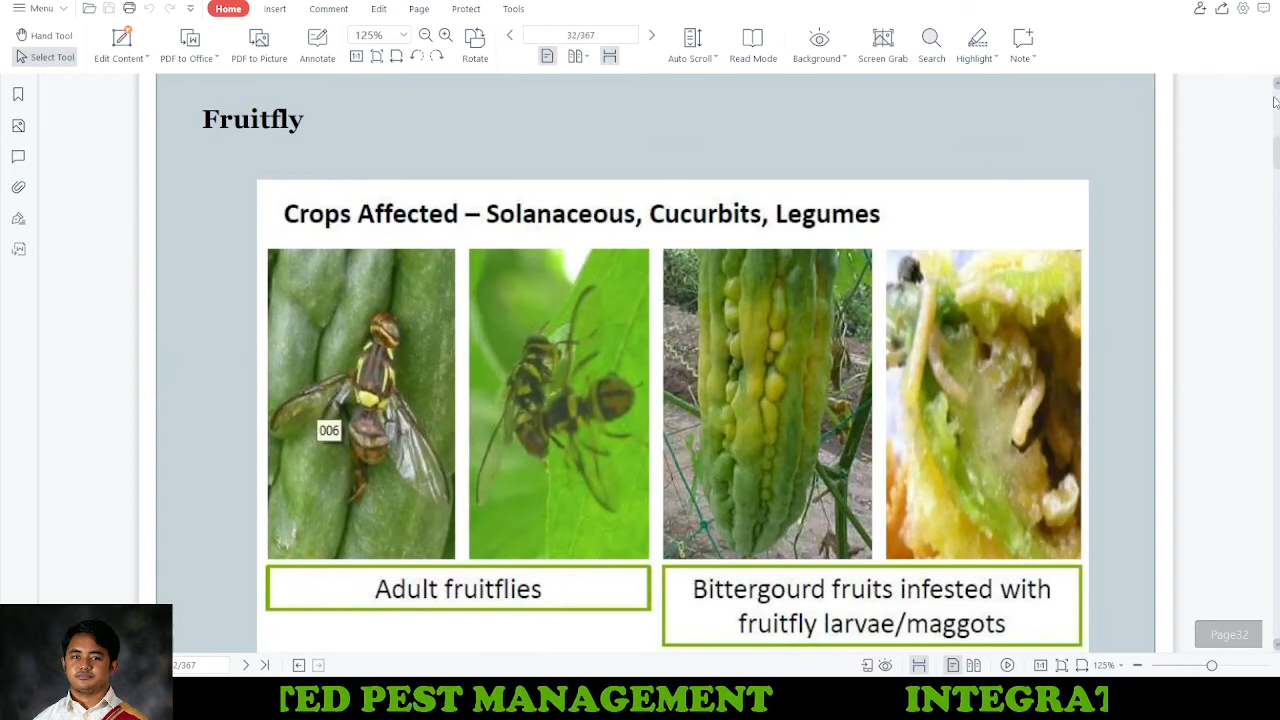 Menu
Home
Insert
Comment
Edit
Page
Protect
Tools
Hand Tool
Select Tool
Edit Content
PDF to Office
PDF to Picture
Annotate
125%
Rotate
32/367
Auto Scroll
Read Mode
Background
Screen Grab
Search
Highlight
Note
Fruitfly
Crops Affected – Solanaceous, Cucurbits, Legumes
006
Adult fruitflies
Bittergourd fruits infested with
fruitfly larvae/maggots
Page32
2/367
125%
TED PEST MANAGEMENT
INTEGRAT